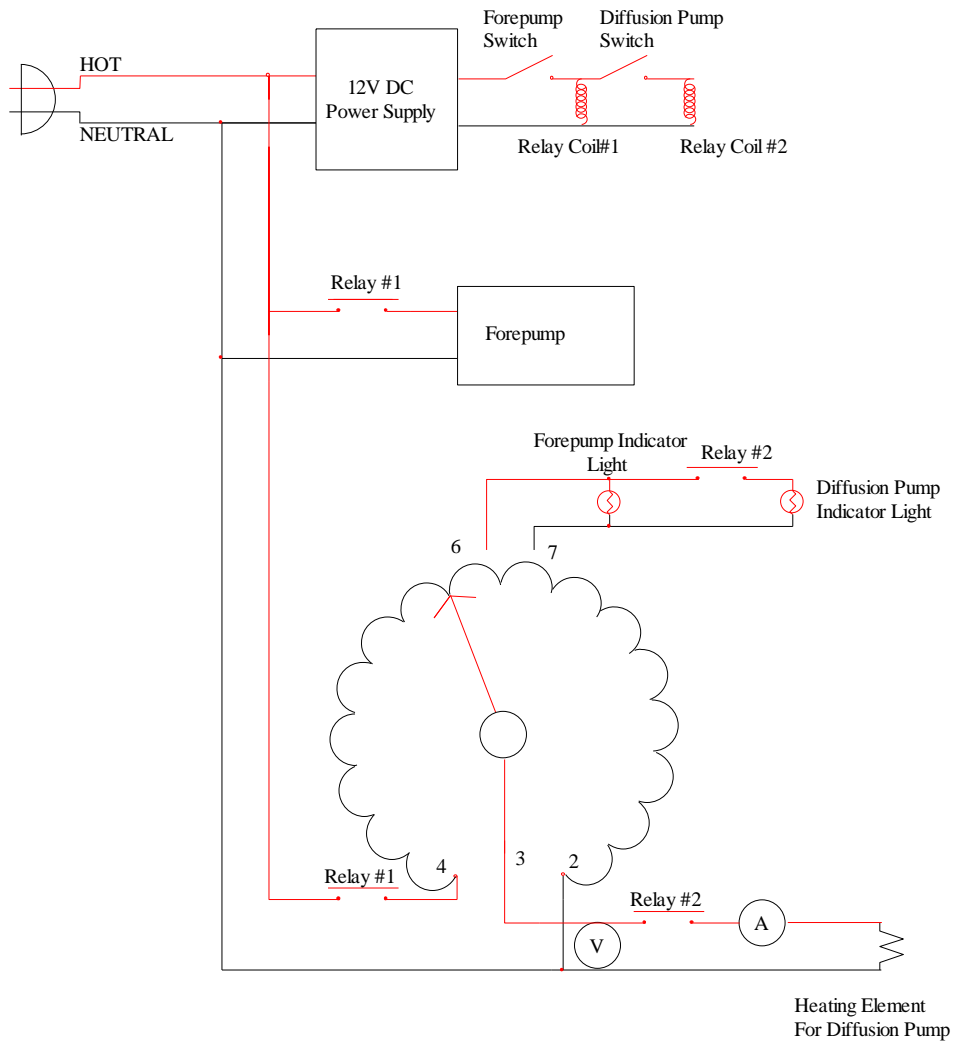 Forepump
Switch
Diffusion Pump
Switch
HOT
12V DC
Power Supply
NEUTRAL
Relay Coil#1
Relay Coil #2
Relay #1
Forepump
Forepump Indicator
Light
Relay #2
Diffusion Pump
Indicator Light
6
7
4
3
2
Relay #1
Relay #2
A
V
Heating Element
For Diffusion Pump